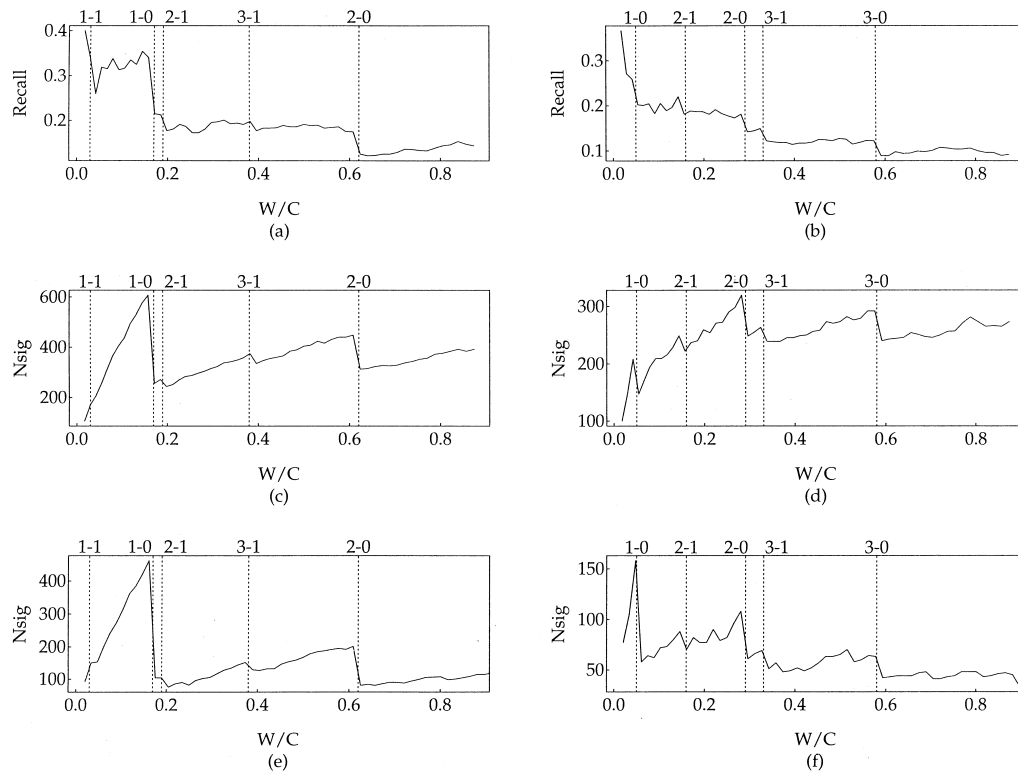 1-1 1-0 2-1 3-1 2-0
0.4
0.3
0.2
Recall
0.0 0.2 0.4 0.6 0.8
W/C
(a)
1-0 2-1 2-0 3-1 3-0
0.3
0.2
0.1
Recall
0.0 0.2 0.4 0.6 0.8
W/C
(b)
1-1 1-0 2-1 3-1 2-0
600
400
200
Nsig
0.0 0.2 0.4 0.6 0.8
W/C
(c)
1-0 2-1 2-0 3-1 3-0
300
200
100
Nsig
0.0 0.2 0.4 0.6 0.8
W/C
(d)
1-1 1-0 2-1 3-1 2-0
400
300
200
100
Nsig
0.0 0.2 0.4 0.6 0.8
W/C
(e)
1-0 2-1 2-0 3-1 3-0
150
100
50
Nsig
0.0 0.2 0.4 0.6 0.8
W/C
(f)